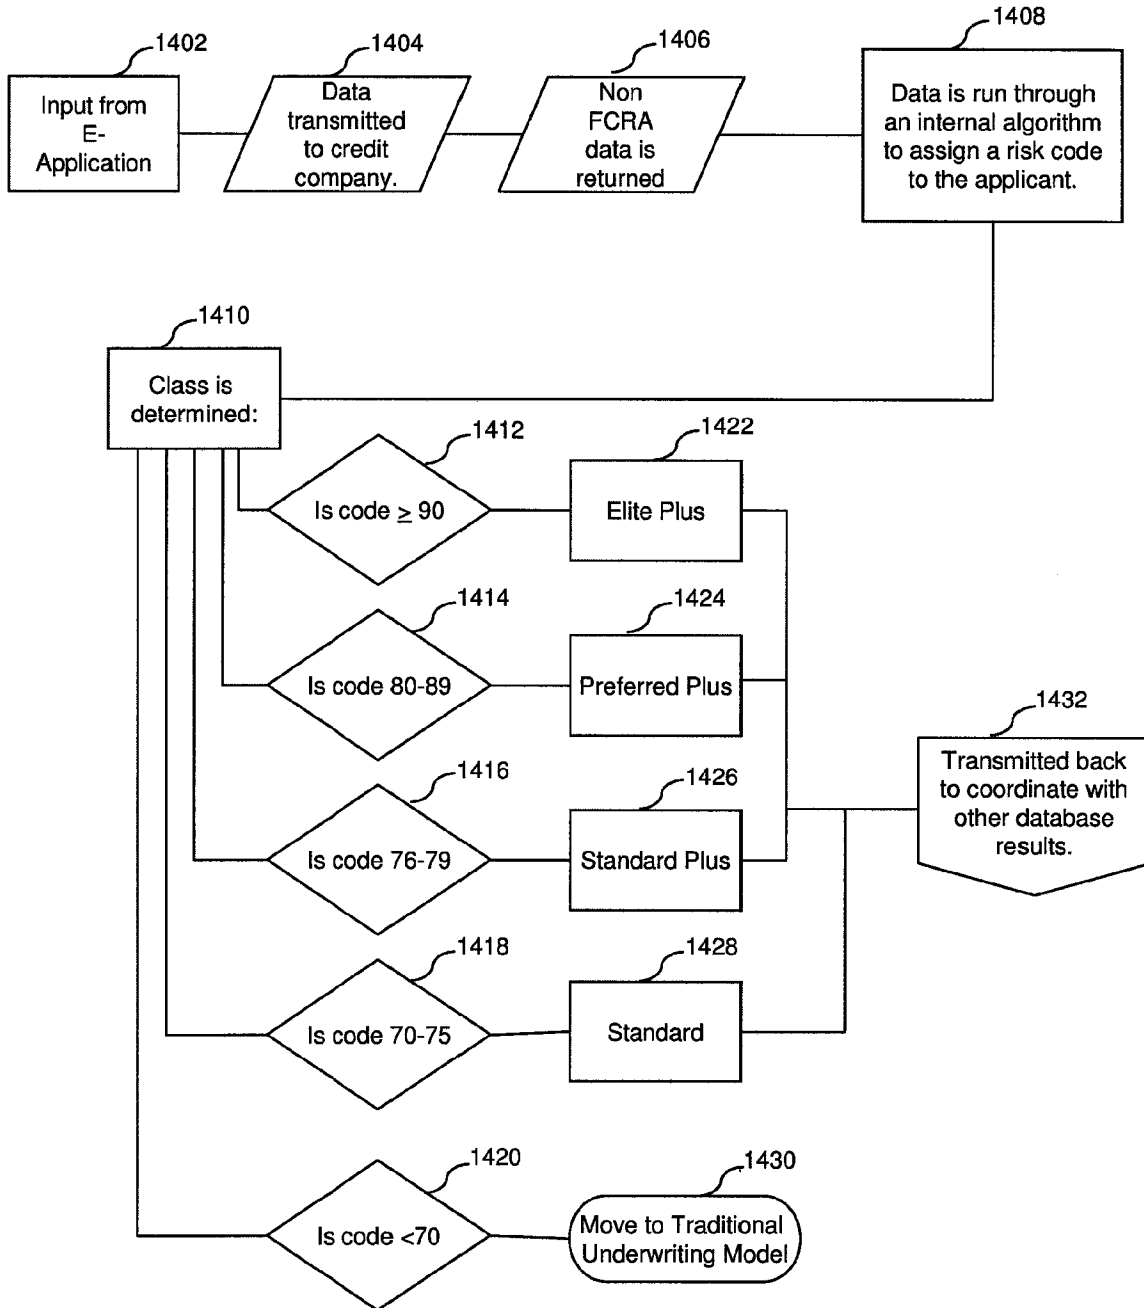 1402
1404
1406
1408
Input from
E-
Application
Data
transmitted
to credit
company.
Non
FCRA
data is
returned
Data is run through
an internal algorithm
to assign a risk code
to the applicant.
1410
Class is
determined:
1412
Is code ≥ 90
1422
Elite Plus
1414
Is code 80-89
1424
Preferred Plus
1416
Is code 76-79
1426
Standard Plus
1432
Transmitted back
to coordinate with
other database
results.
1418
Is code 70-75
1428
Standard
1420
Is code <70
1430
Move to Traditional
Underwriting Model